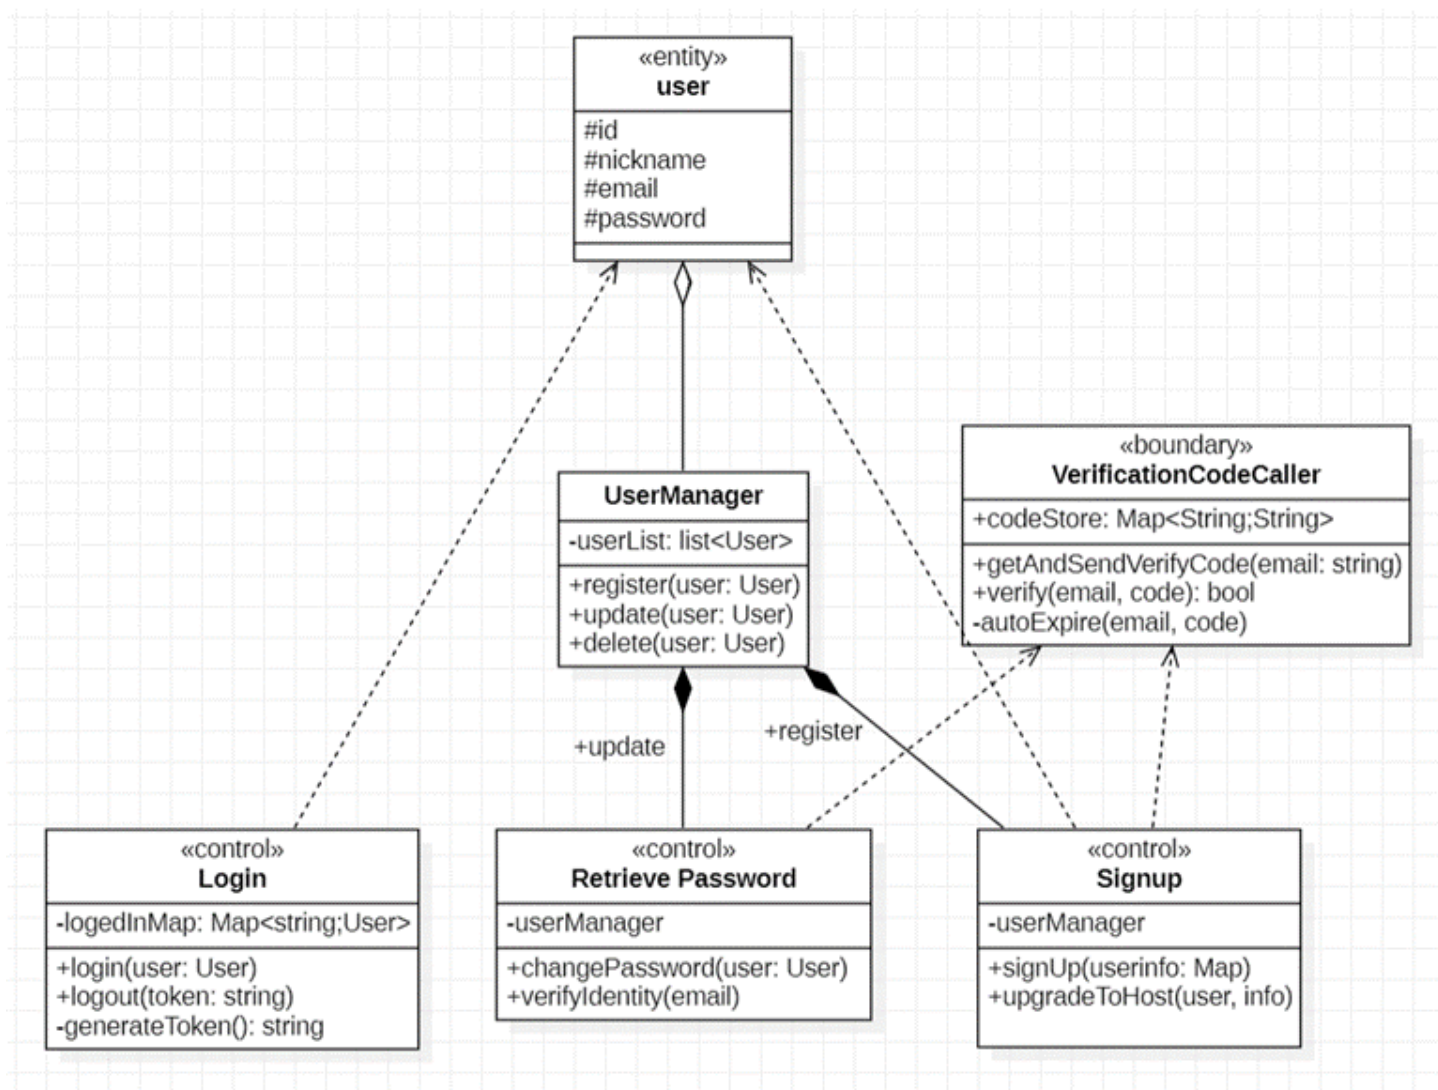 «entity»
user
#id
#nickname
#email
#password
«boundary»
VerificationCodeCaller
+codeStore: Map<String;String>
+getAndSendVerifyCode(email: string)
+verify(email, code): bool
-autoExpire(email, code)
UserManager
-userList: list<User>
+register(user: User)
+update(user: User)
+delete(user: User)
+update
+register
«control»
Login
-logedInMap: Map<string;User>
+login(user: User)
+logout(token: string)
-generateToken(): string
«control»
Retrieve Password
-userManager
+changePassword(user: User)
+verifyIdentity(email)
«control»
Signup
-userManager
+signUp(userinfo: Map)
+upgradeToHost(user, info)